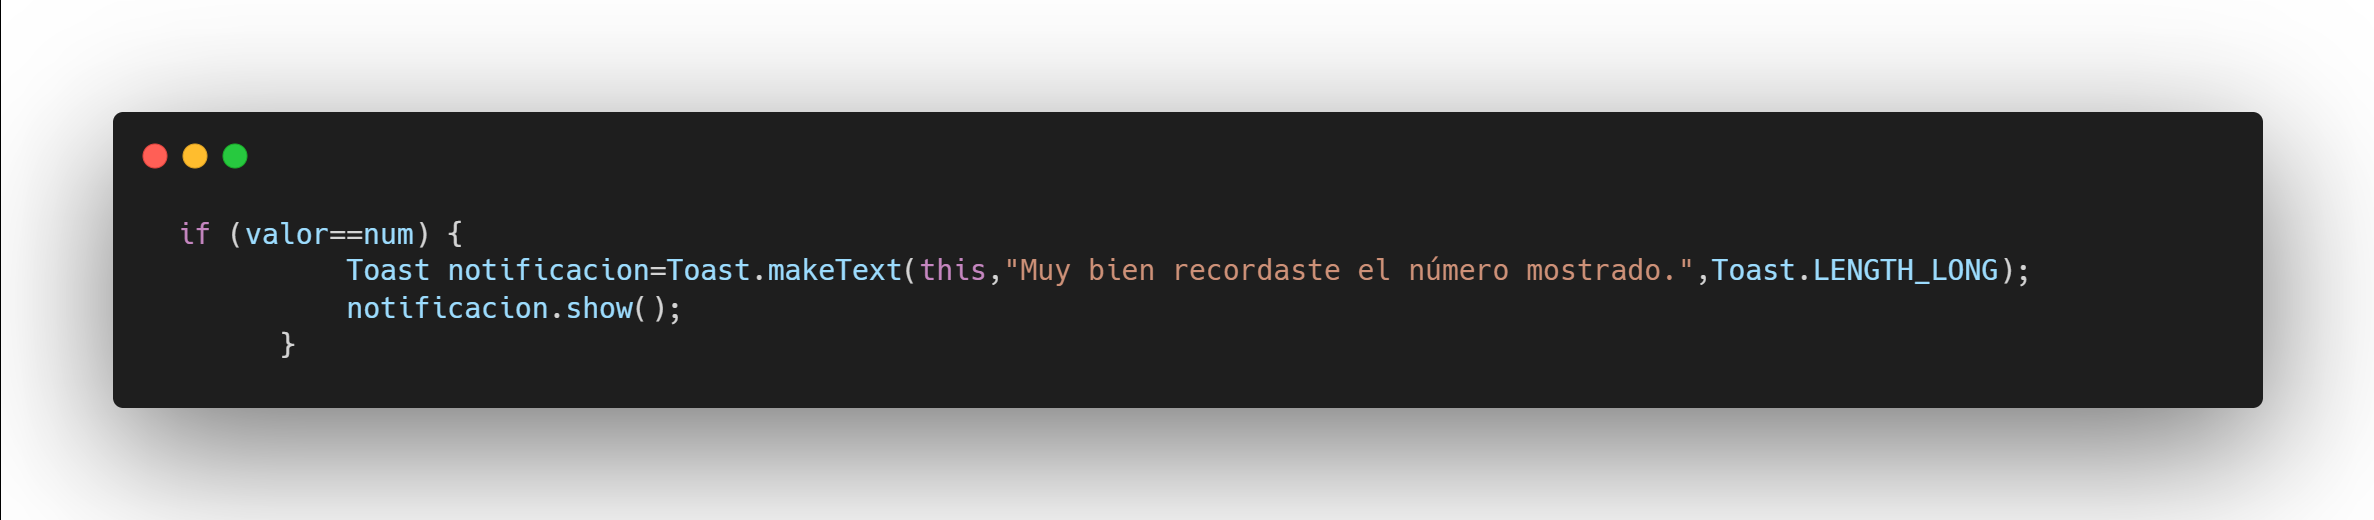 if (valor==num) {
Toast notificacion=Toast.makeText(this,"Muy bien recordaste el número mostrado.",Toast.LENGTH_LONG);
notificacion.show();
}